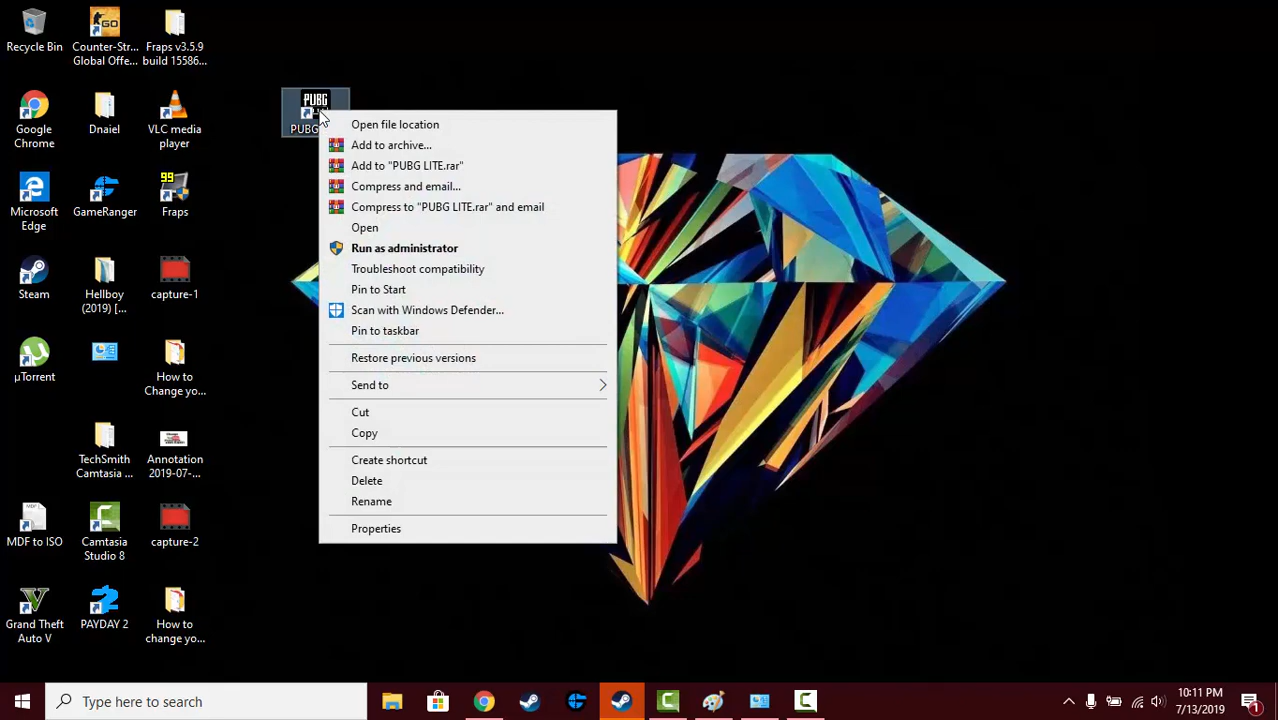 Recycle Bin
Counter-Str...
Global Offe...
Fraps v3.5.9
build 15586...
Google
Chrome
Dnaiel
VLC media
player
Microsoft
Edge
GameRanger
99
Fraps
Steam
Hellboy
(2019) [...
capture-1
µTorrent
How to
Change yo...
TechSmith
Camtasia ...
Annotation
2019-07-...
MDF to ISO
Camtasia
Studio 8
capture-2
Grand Theft
Auto V
PAYDAY 2
How to
change yo...
PUBG
PUBG
Open file location
Add to archive...
Add to "PUBG LITE.rar"
Compress and email...
Compress to "PUBG LITE.rar" and email
Open
Run as administrator
Troubleshoot compatibility
Pin to Start
Scan with Windows Defender...
Pin to taskbar
Restore previous versions
Send to
Cut
Copy
Create shortcut
Delete
Rename
Properties
Type here to search
10:11 PM
7/13/2019
1